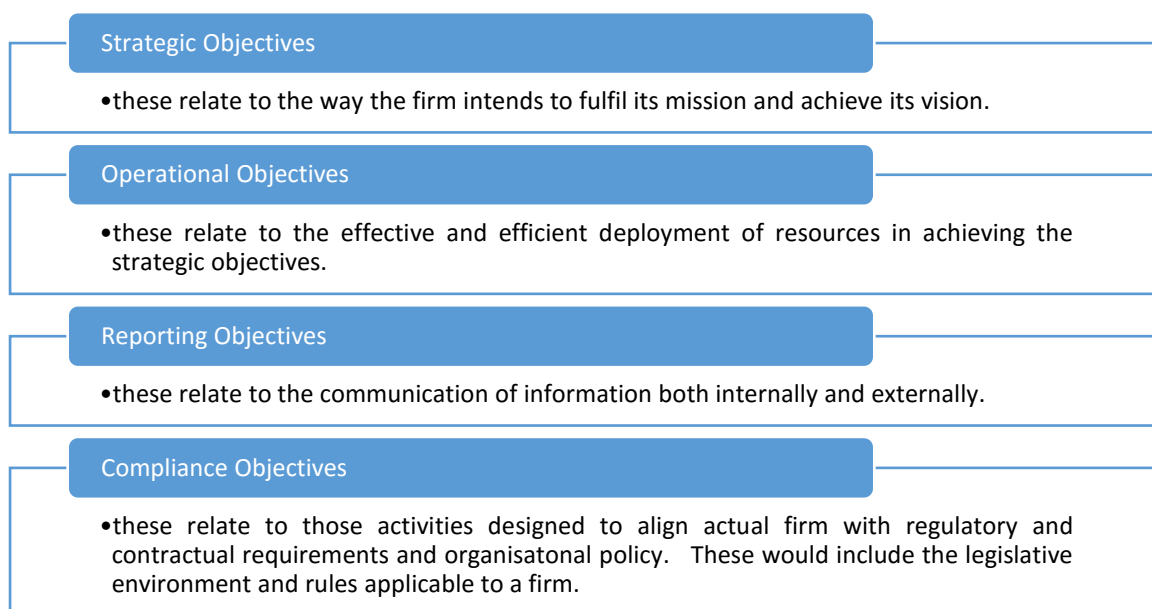 Strategic Objectives
•these relate to the way the firm intends to fulfil its mission and achieve its vision.
Operational Objectives
•these relate to the effective and efficient deployment of resources in achieving the
strategic objectives.
Reporting Objectives
•these relate to the communication of information both internally and externally.
Compliance Objectives
•these relate to those activities designed to align actual firm with regulatory and
contractual requirements and organisatonal policy. These would include the legislative
environment and rules applicable to a firm.